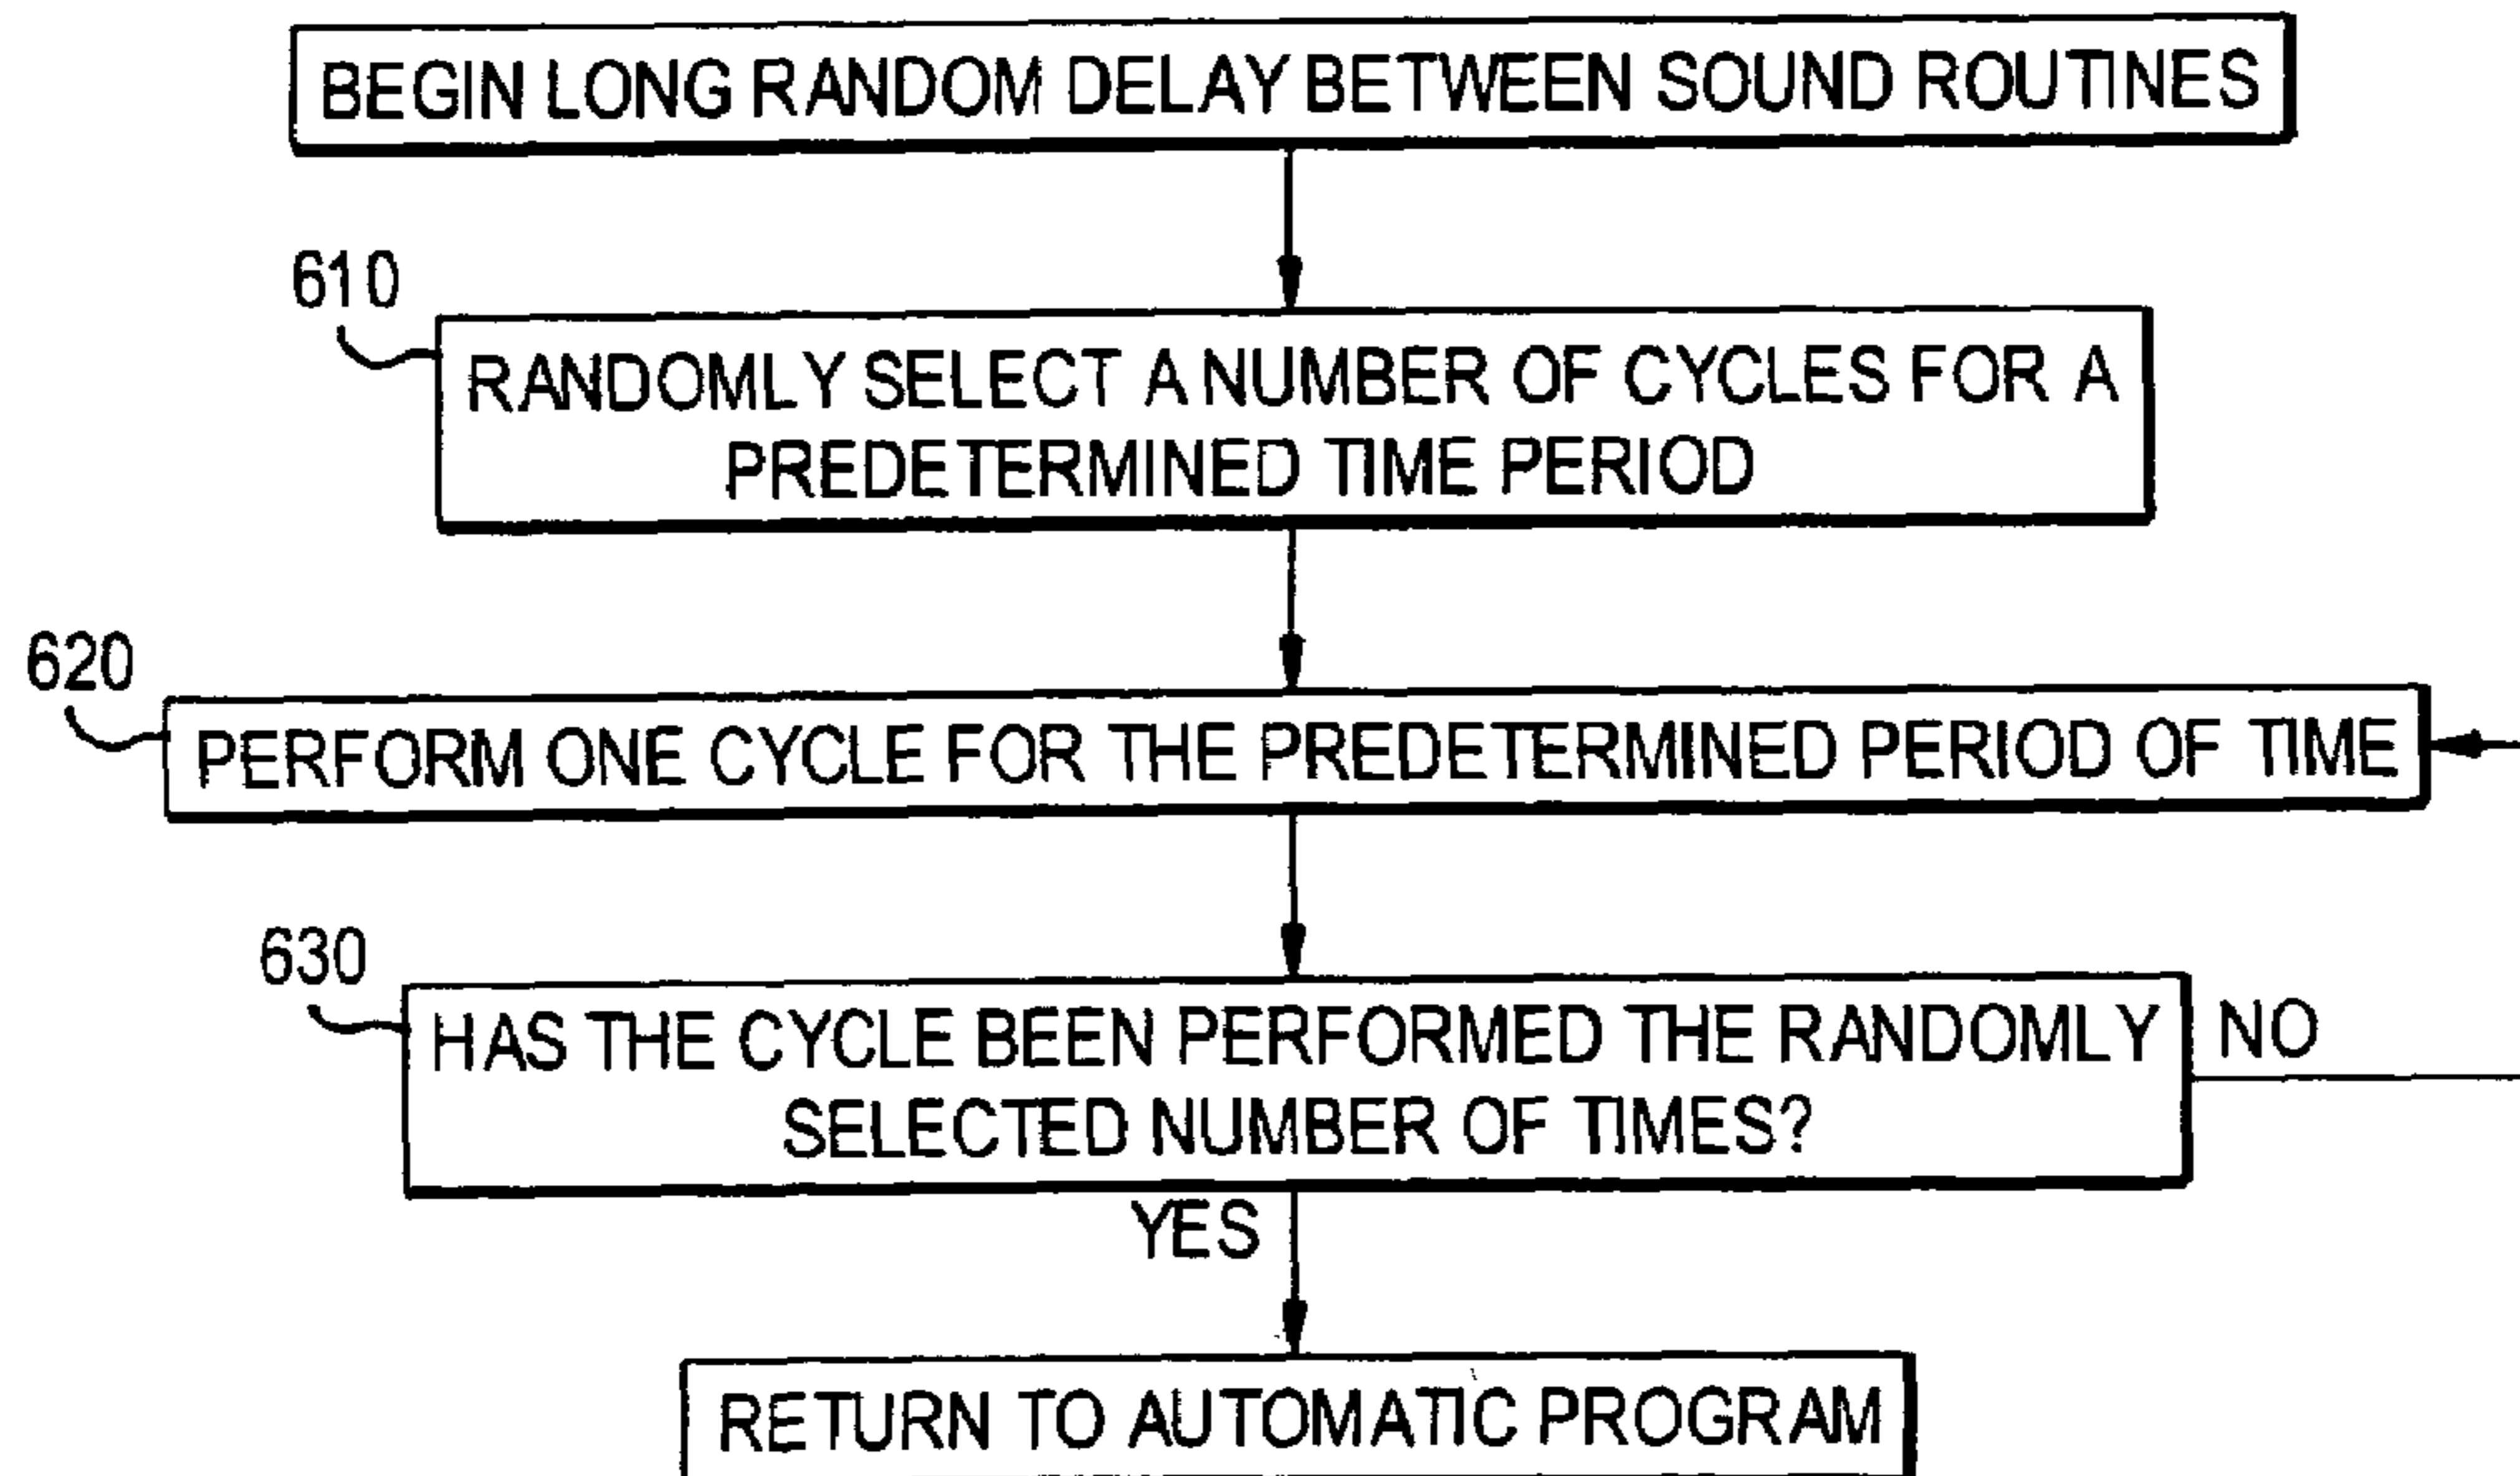 BEGIN LONG RANDOM DELAY BETWEEN SOUND ROUTINES
610
RANDOMLY SELECT A NUMBER OF CYCLES FOR A
PREDETERMINED TIME PERIOD
620
PERFORM ONE CYCLE FOR THE PREDETERMINED PERIOD OF TIME
630
HAS THE CYCLE BEEN PERFORMED THE RANDOMLY
SELECTED NUMBER OF TIMES?
NO
YES
RETURN TO AUTOMATIC PROGRAM